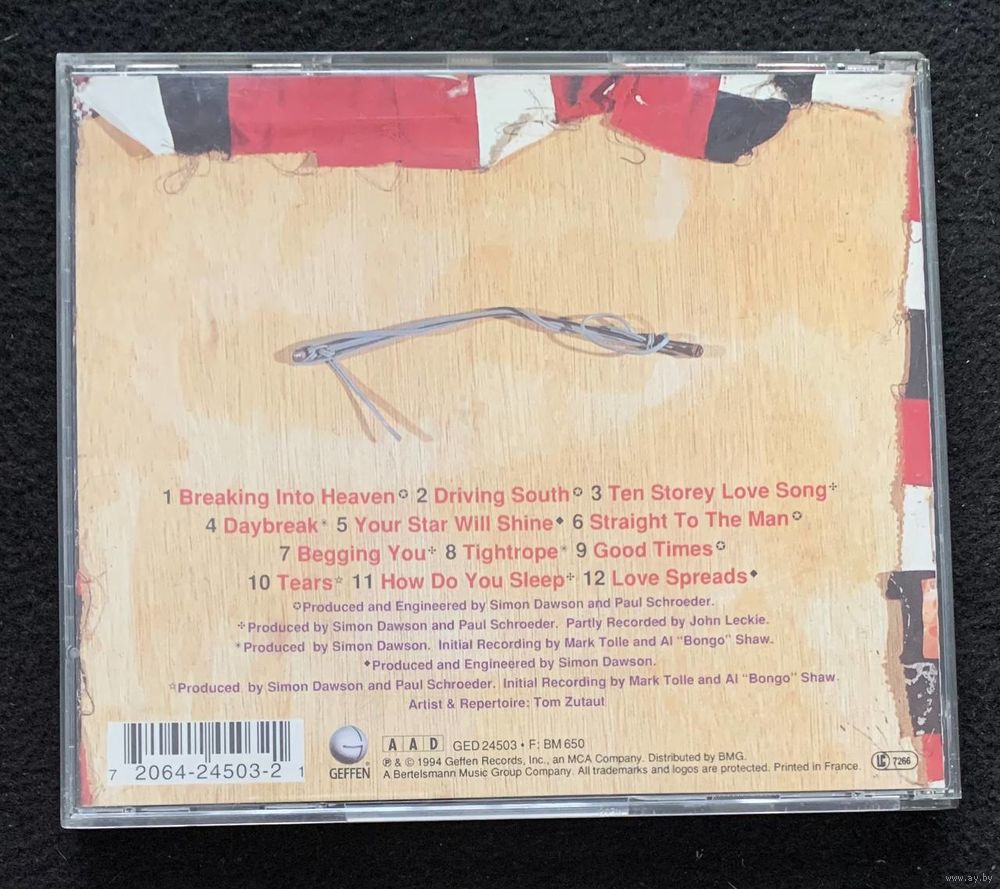 1 Breaking Into Heaven✪ 2 Driving South✪ 3 Ten Storey Love Song✣
4 Daybreak* 5 Your Star Will Shine◆ 6 Straight To The Man✪
7 Begging You✣ 8 Tightrope* 9 Good Times✪
10 Tears☆ 11 How Do You Sleep✣ 12 Love Spreads◆
✪Produced and Engineered by Simon Dawson and Paul Schroeder.
✣Produced by Simon Dawson and Paul Schroeder. Partly Recorded by John Leckie.
*Produced by Simon Dawson. Initial Recording by Mark Tolle and Al "Bongo" Shaw.
◆Produced and Engineered by Simon Dawson.
☆Produced by Simon Dawson and Paul Schroeder. Initial Recording by Mark Tolle and Al "Bongo" Shaw.
Artist & Repertoire: Tom Zutaut
7 2064-24503-2 1
GEFFEN
AAD GED 24503 • F: BM 650
℗ & © 1994 Geffen Records, Inc., an MCA Company. Distributed by BMG.
A Bertelsmann Music Group Company. All trademarks and logos are protected. Printed in France.
LC 7266
www.ay.by